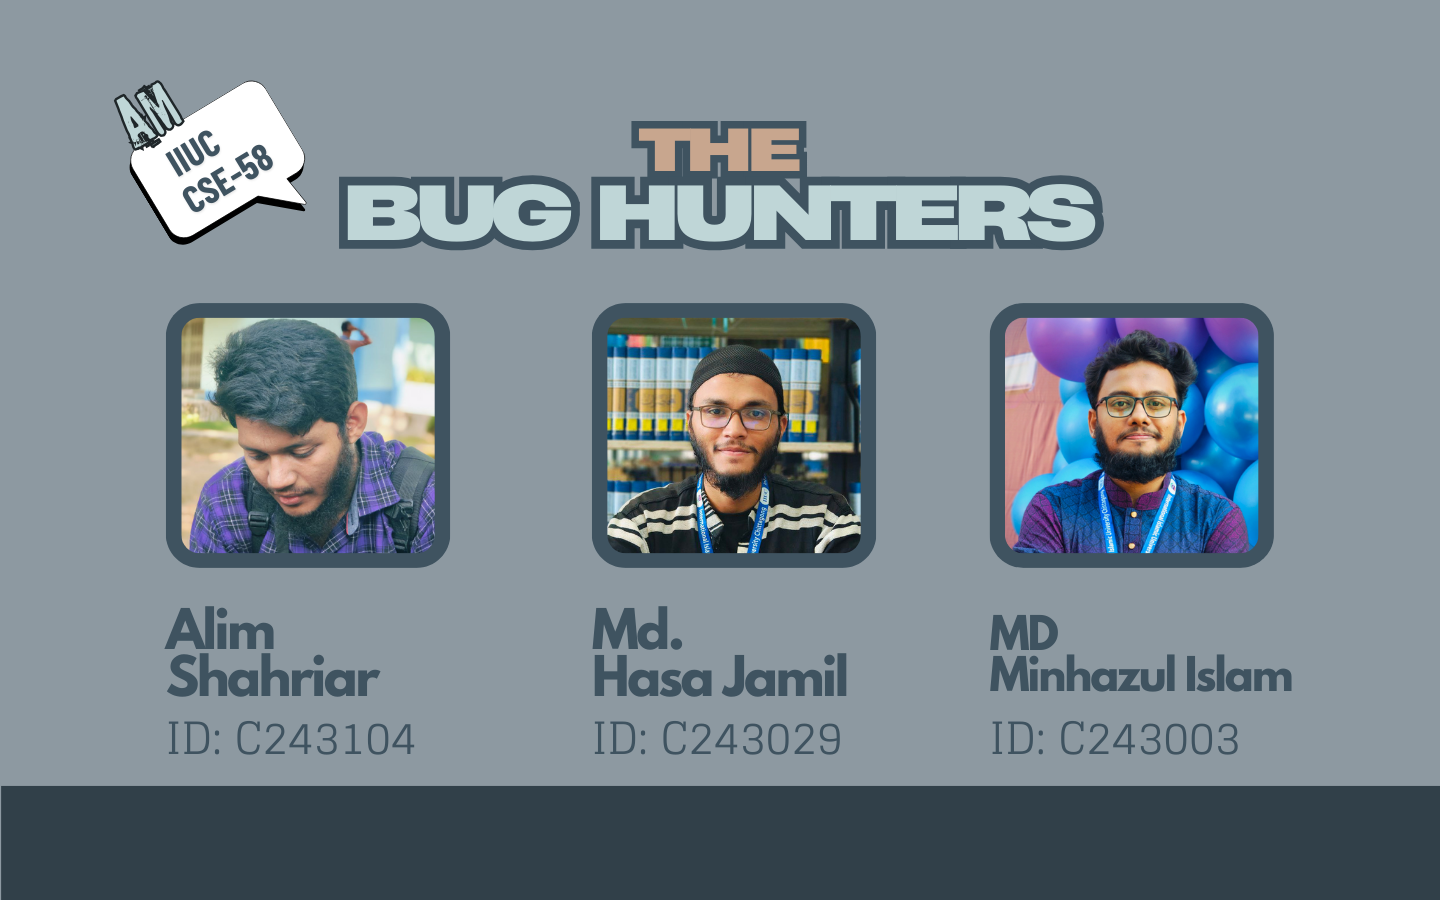 AM
IIUC
CSE-58
THE
BUG HUNTERS
Alim
Shahriar
ID: C243104
Md.
Hasa Jamil
ID: C243029
MD
Minhazul Islam
ID: C243003